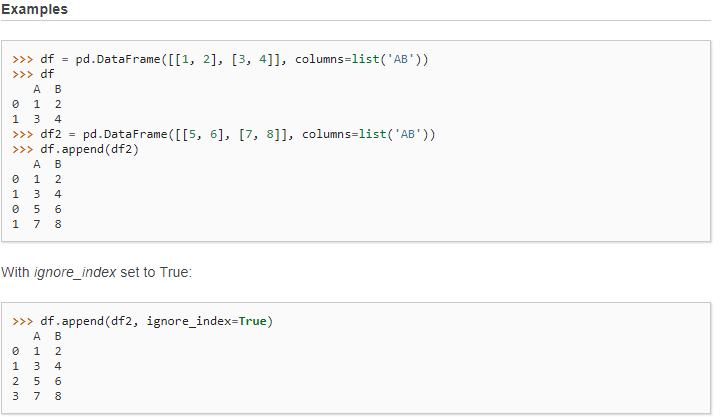 Examples
>>> df = pd.DataFrame([[1, 2], [3, 4]], columns=list('AB'))
>>> df
   A  B
0  1  2
1  3  4
>>> df2 = pd.DataFrame([[5, 6], [7, 8]], columns=list('AB'))
>>> df.append(df2)
   A  B
0  1  2
1  3  4
0  5  6
1  7  8
With ignore_index set to True:
>>> df.append(df2, ignore_index=True)
   A  B
0  1  2
1  3  4
2  5  6
3  7  8